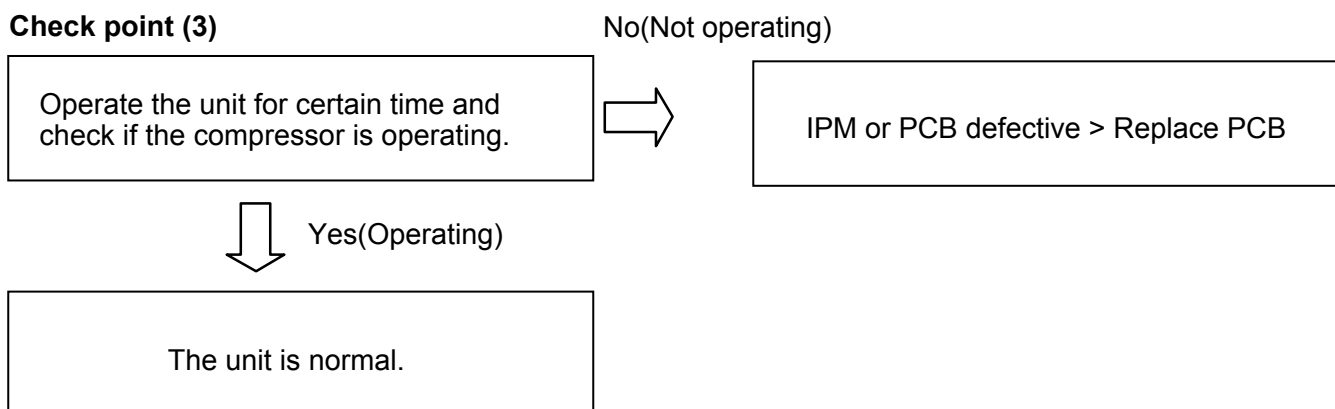 Check point (3)
No(Not operating)
Operate the unit for certain time and
check if the compressor is operating.
IPM or PCB defective > Replace PCB
Yes(Operating)
The unit is normal.